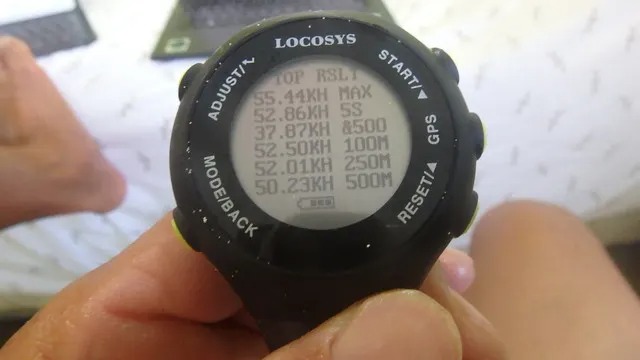 LOCOSYS
ADJUST/
START/▼
TOP RSLT
55.44KH MAX
52.86KH 5S
37.87KH &500
52.50KH 100M
52.01KH 250M
50.23KH 500M
GPS
MODE/BACK
RESET/▲